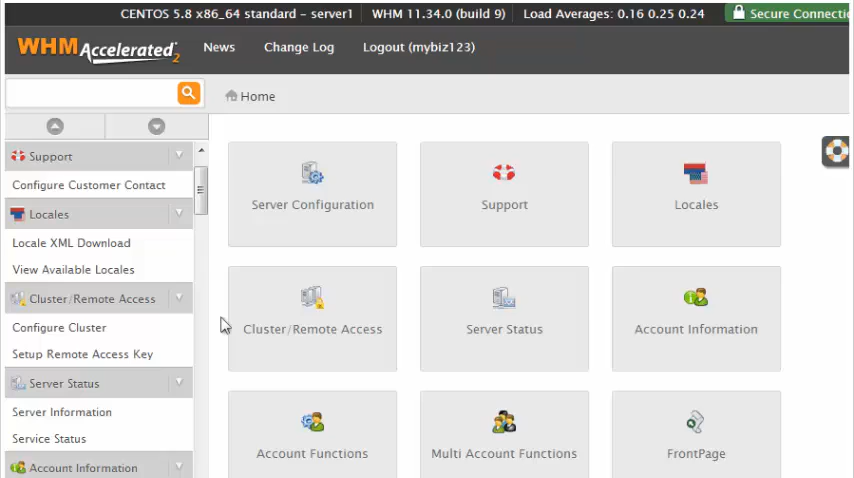 CENTOS 5.8 x86_64 standard – server1 WHM 11.34.0 (build 9) Load Averages: 0.16 0.25 0.24 Secure
WHM Accelerated 2 News Change Log Logout (mybiz123)
Home
Support
Configure Customer Contact
Locales
Locale XML Download
View Available Locales
Cluster/Remote Access
Configure Cluster
Setup Remote Access Key
Server Status
Server Information
Service Status
Account Information
Server Configuration Support Locales
Cluster/Remote Access Server Status Account Information
Account Functions Multi Account Functions FrontPage